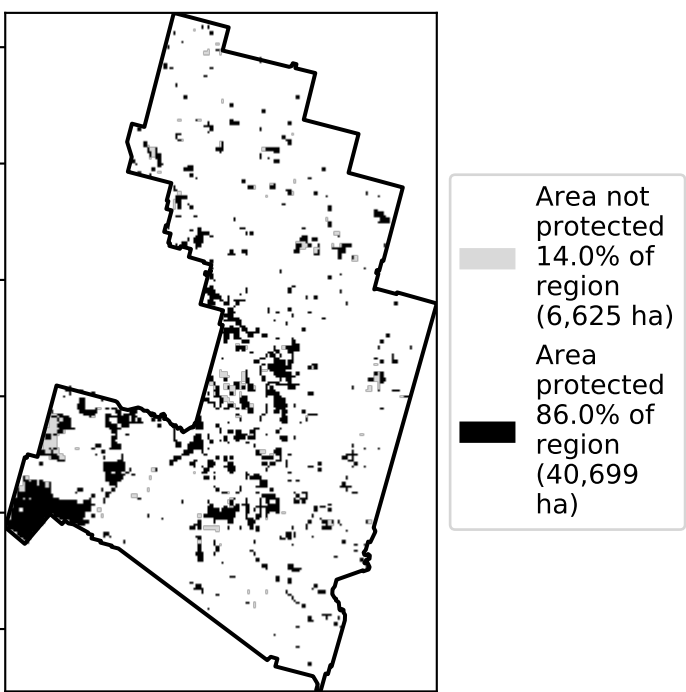 Area not
protected
14.0% of
region
(6,625 ha)
Area
protected
86.0% of
region
(40,699
ha)